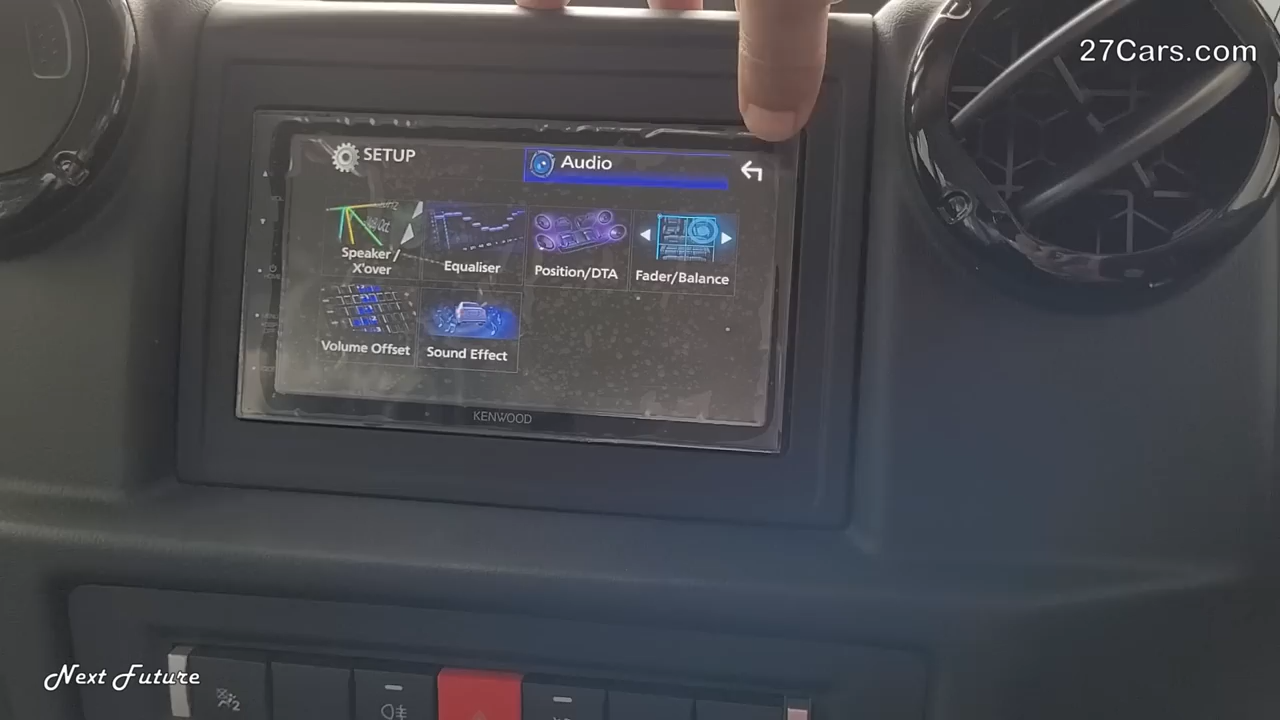 27Cars.com
SETUP
Audio
Speaker/
X'over
Equaliser
Position/DTA
Fader/Balance
Volume Offset
Sound Effect
KENWOOD
Next Future